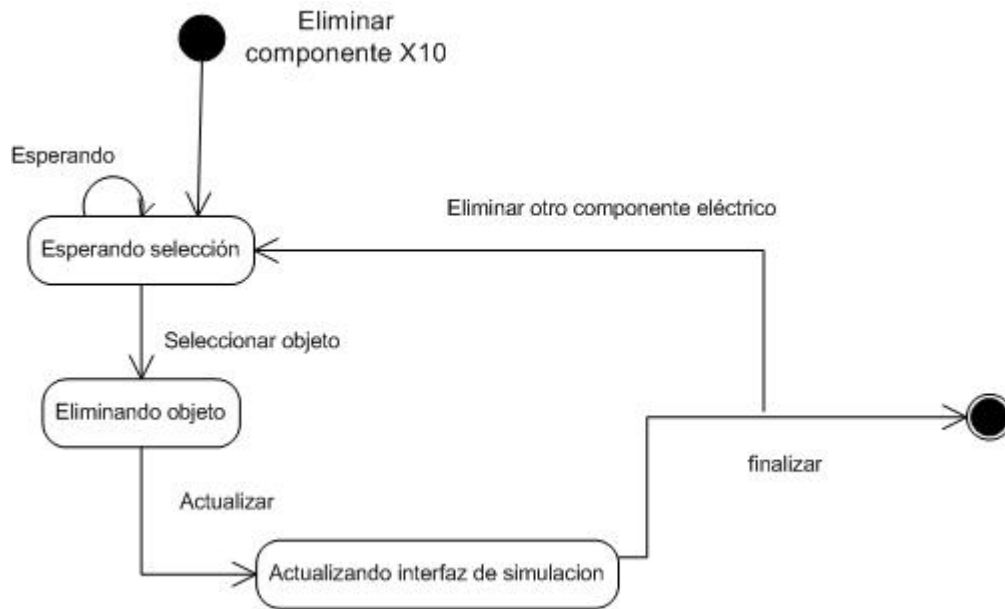 Eliminar
componente X10
Esperando
Eliminar otro componente eléctrico
Esperando selección
Seleccionar objeto
Eliminando objeto
finalizar
Actualizar
Actualizando interfaz de simulacion